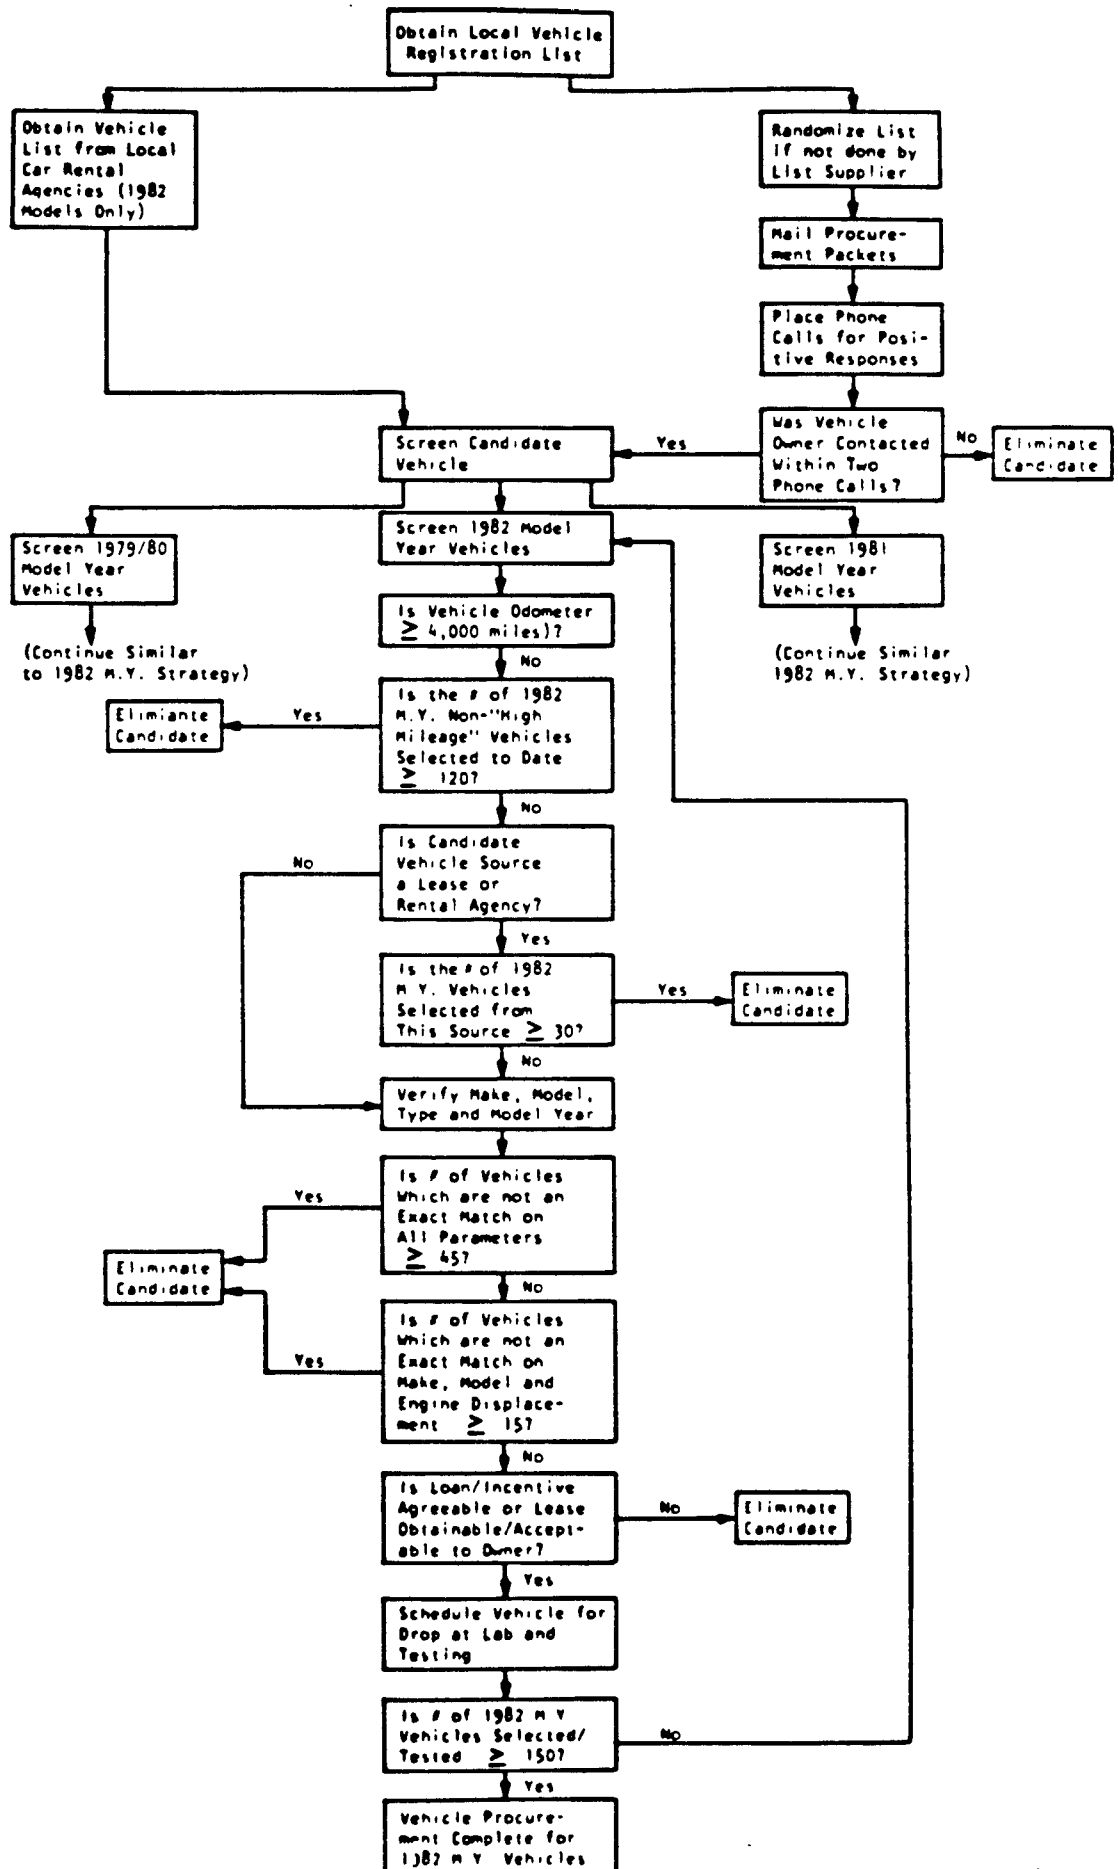 Obtain Local Vehicle
Registration List
Obtain Vehicle
List from Local
Car Rental
Agencies (1982
Models Only)
Randomize List
if not done by
List Supplier
Mail Procure-
ment Packets
Place Phone
Calls for Posi-
tive Responses
Was Vehicle
Owner Contacted
Within Two
Phone Calls?
No
Eliminate
Candidate
Yes
Screen Candidate
Vehicle
Screen 1979/80
Model Year
Vehicles
(Continue Similar
to 1982 M.Y. Strategy)
Screen 1982 Model
Year Vehicles
Screen 1981
Model Year
Vehicles
(Continue Similar
1982 M.Y. Strategy)
Is Vehicle Odometer
≥ 4,000 miles)?
No
Is the # of 1982
M.Y. Non-"High
Mileage" Vehicles
Selected to Date
≥ 120?
Yes
Elimiante
Candidate
No
Is Candidate
Vehicle Source
a Lease or
Rental Agency?
No
Yes
Is the # of 1982
M Y. Vehicles
Selected from
This Source ≥ 30?
Yes
Eliminate
Candidate
No
Verify Make, Model,
Type and Model Year
Is # of Vehicles
Which are not an
Exact Match on
All Parameters
≥ 45?
Yes
Eliminate
Candidate
No
Is # of Vehicles
Which are not an
Exact Match on
Make, Model and
Engine Displace-
ment ≥ 15?
Yes
No
Is Loan/Incentive
Agreeable or Lease
Obtainable/Accept-
able to Owner?
No
Eliminate
Candidate
Yes
Schedule Vehicle for
Drop at Lab and
Testing
Is # of 1982 M Y
Vehicles Selected/
Tested ≥ 150?
No
Yes
Vehicle Procure-
ment Complete for
1982 M Y Vehicles